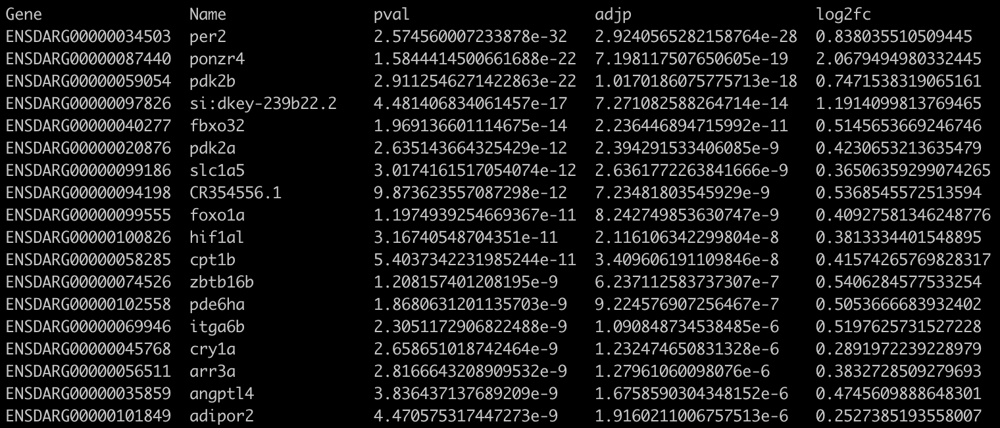 Gene Name pval adjp log2fc
ENSDARG00000034503 per2 2.574560007233878e-32 2.9240565282158764e-28 0.838035510509445
ENSDARG00000087440 ponzr4 1.5844414500661688e-22 7.198117507650605e-19 2.0679494980332445
ENSDARG00000059054 pdk2b 2.9112546271422863e-22 1.0170186075775713e-18 0.7471538319065161
ENSDARG00000097826 si:dkey-239b22.2 4.481406834061457e-17 7.271082588264714e-14 1.1914099813769465
ENSDARG00000040277 fbxo32 1.969136601114675e-14 2.236446894715992e-11 0.5145653669246746
ENSDARG00000020876 pdk2a 2.635143664325429e-12 2.394291533406085e-9 0.4230653213635479
ENSDARG00000099186 slc1a5 3.0174161517054074e-12 2.6361772263841666e-9 0.36506359299074265
ENSDARG00000094198 CR354556.1 9.873623557087298e-12 7.23481803545929e-9 0.5368545572513594
ENSDARG00000099555 foxo1a 1.1974939254669367e-11 8.242749853630747e-9 0.40927581346248776
ENSDARG00000100826 hif1al 3.16740548704351e-11 2.116106342299804e-8 0.3813334401548895
ENSDARG00000058285 cpt1b 5.4037342231985244e-11 3.409606191109846e-8 0.41574265769828317
ENSDARG00000074526 zbtb16b 1.208157401208195e-9 6.237112583737307e-7 0.5406284577533254
ENSDARG00000102558 pde6ha 1.8680631201135703e-9 9.224576907256467e-7 0.5053666683932402
ENSDARG00000069946 itga6b 2.3051172906822488e-9 1.090848734538485e-6 0.5197625731527228
ENSDARG00000045768 cry1a 2.658651018742464e-9 1.232474650831328e-6 0.2891972239228979
ENSDARG00000056511 arr3a 2.8166643208909532e-9 1.27961060098076e-6 0.3832728509279693
ENSDARG00000035859 angptl4 3.836437137689209e-9 1.6758590304348152e-6 0.4745609888648301
ENSDARG00000101849 adipor2 4.470575317447273e-9 1.9160211006757513e-6 0.2527385193558007